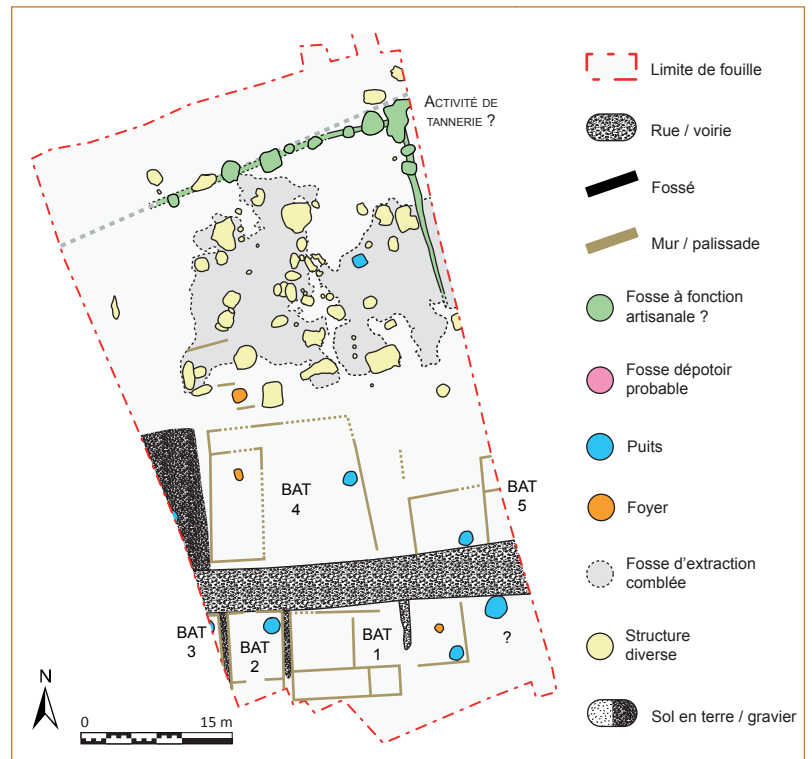 ACTIVITÉ DE
TANNERIE ?
BAT
4
BAT
5
BAT
3
BAT
2
BAT
1
?
N
0
15 m
Limite de fouille
Rue / voirie
Fossé
Mur / palissade
Fosse à fonction
artisanale ?
Fosse dépotoir
probable
Puits
Foyer
Fosse d'extraction
comblée
Structure
diverse
Sol en terre / gravier